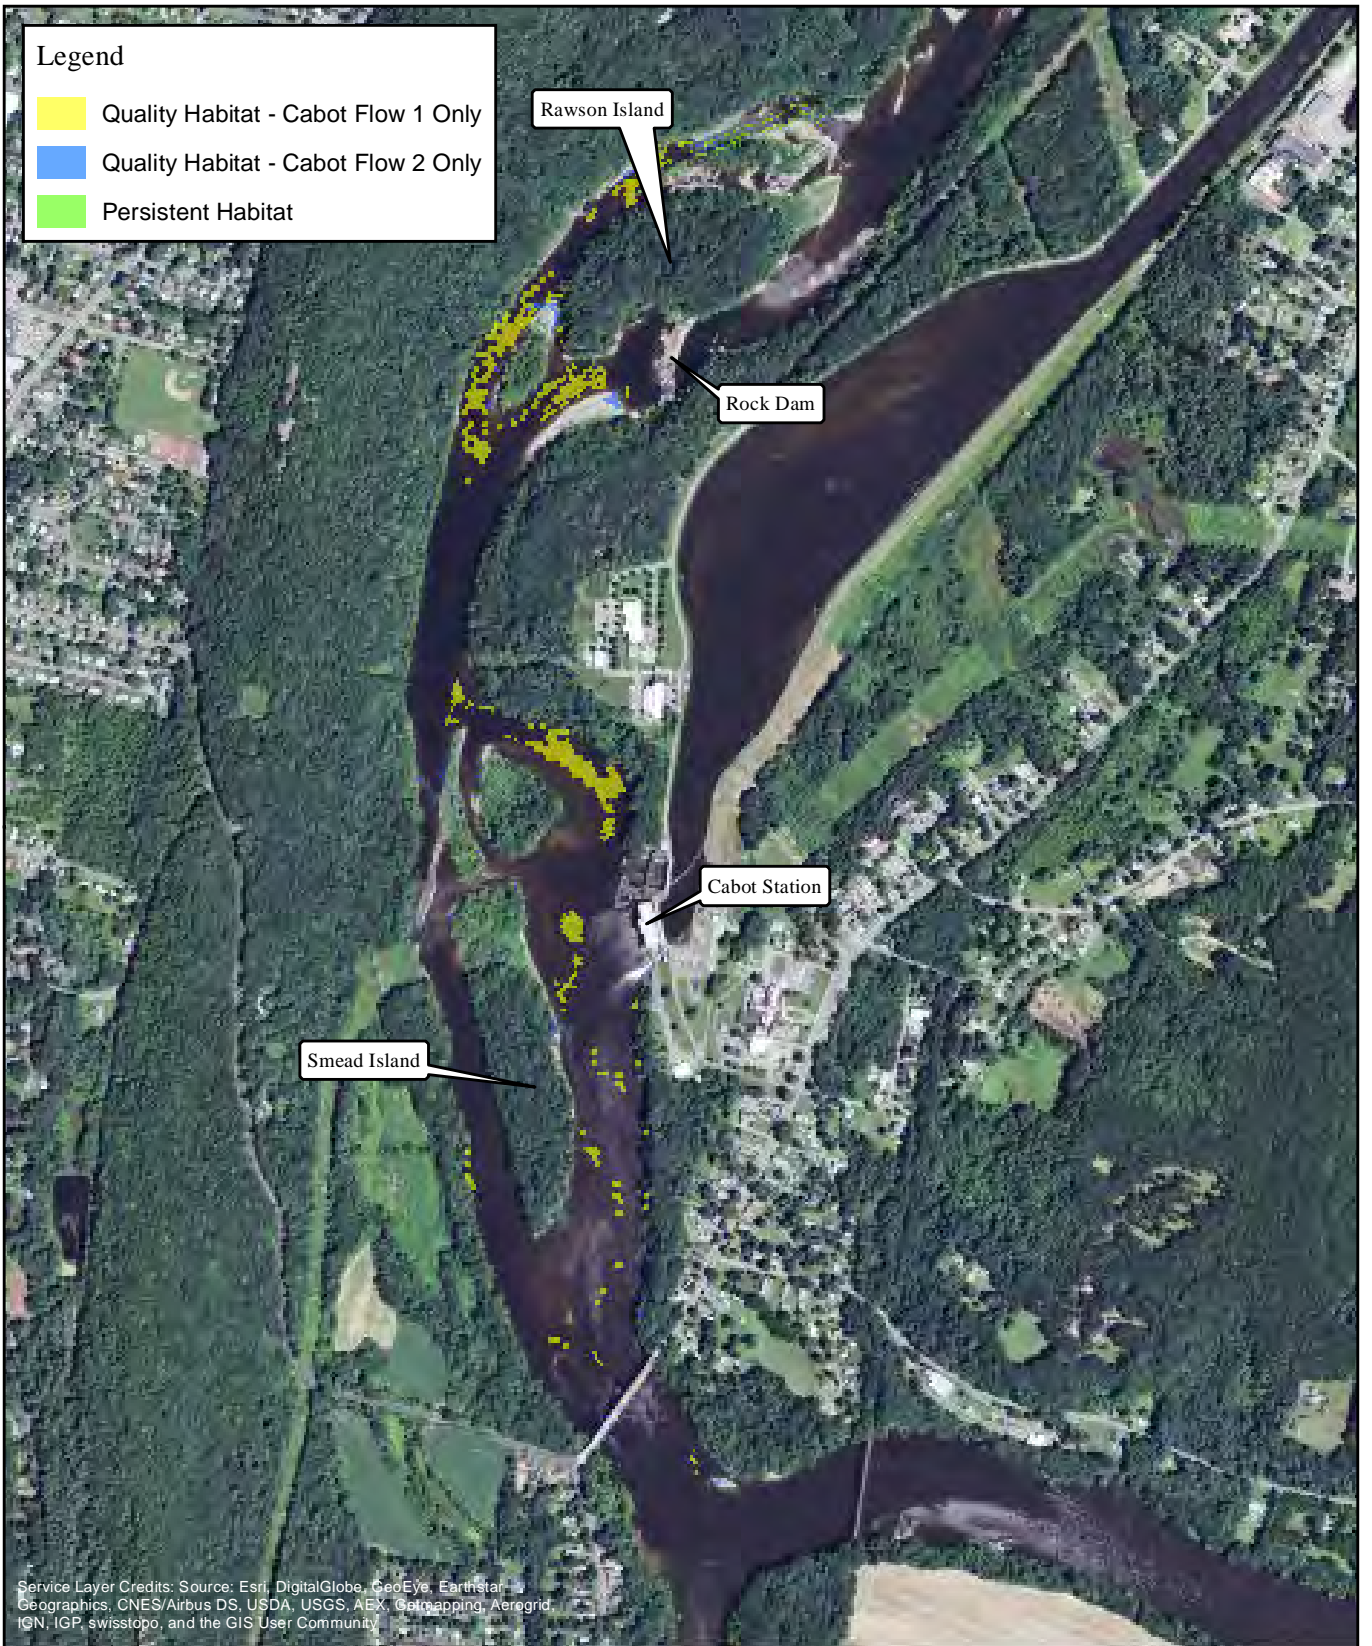 Legend
Quality Habitat - Cabot Flow 1 Only
Quality Habitat - Cabot Flow 2 Only
Persistent Habitat
Rawson Island
Rock Dam
Cabot Station
Smead Island
Service Layer Credits: Source: Esri, DigitalGlobe, GeoEye, Earthstar
Geographics, CNES/Airbus DS, USDA, USGS, AEX, Getmapping, Aerogrid,
IGN, IGP, swisstopo, and the GIS User Community